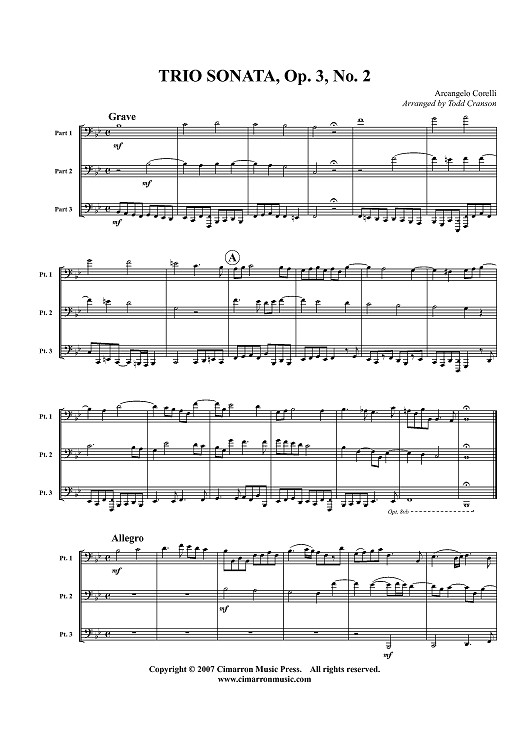 TRIO SONATA, Op. 3, No. 2
Arcangelo Corelli
Arranged by Todd Cranson
Grave
Part 1
mf
Part 2
mf
Part 3
mf
A
Pt. 1
Pt. 2
Pt. 3
Pt. 1
Pt. 2
Pt. 3
Opt. 8vb
Allegro
Pt. 1
mf
Pt. 2
mf
Pt. 3
mf
Copyright © 2007 Cimarron Music Press. All rights reserved.
www.cimarronmusic.com